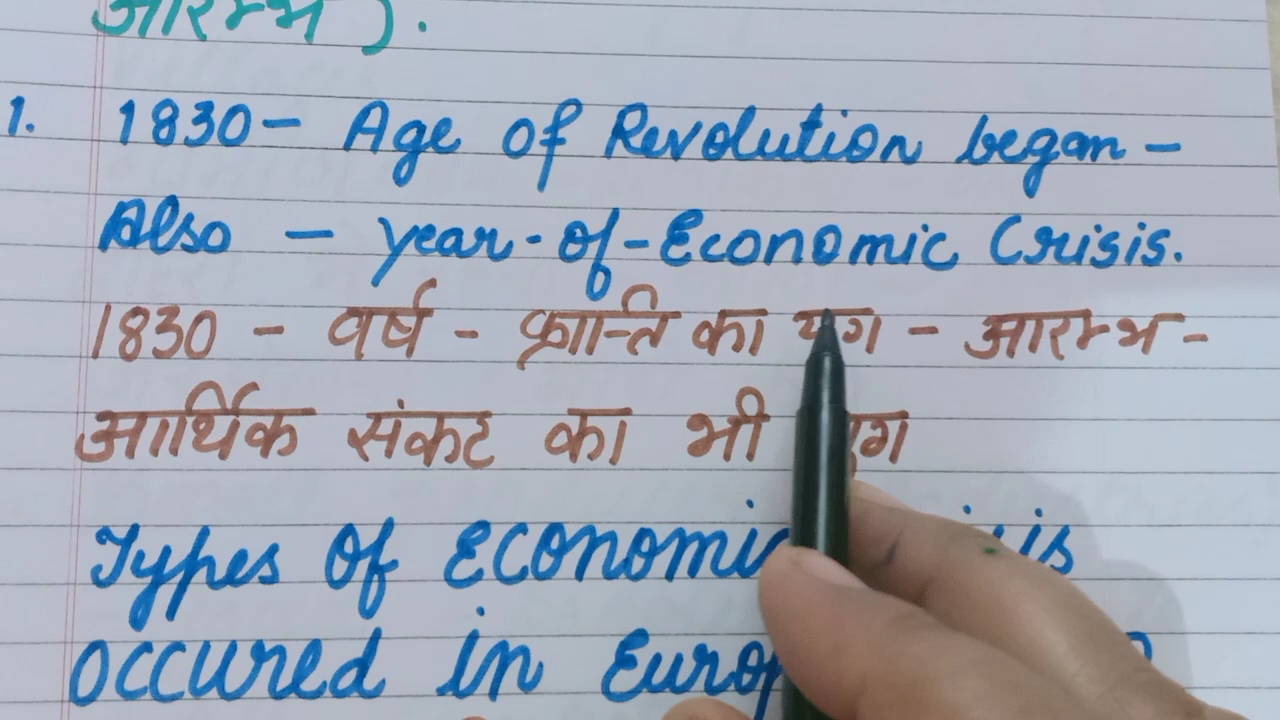 आरम्भ ).
1. 1830 – Age of Revolution began –
Also – year-of-Economic Crisis.
1830 - वर्ष - क्रान्ति का युग - आरम्भ -
आर्थिक संकट का भी युग
Types Of Economic
occured in